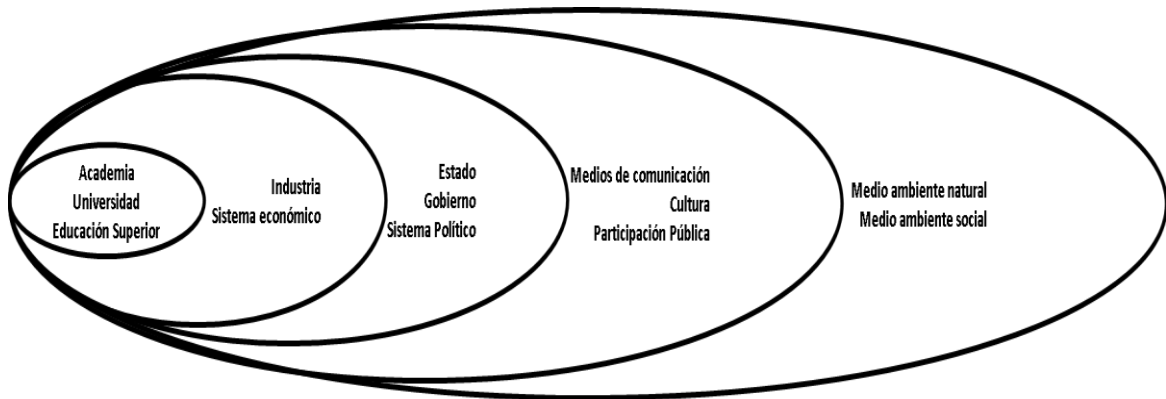 Academia
Universidad
Educación Superior
Industria
Sistema económico
Estado
Gobierno
Sistema Político
Medios de comunicación
Cultura
Participación Pública
Medio ambiente natural
Medio ambiente social